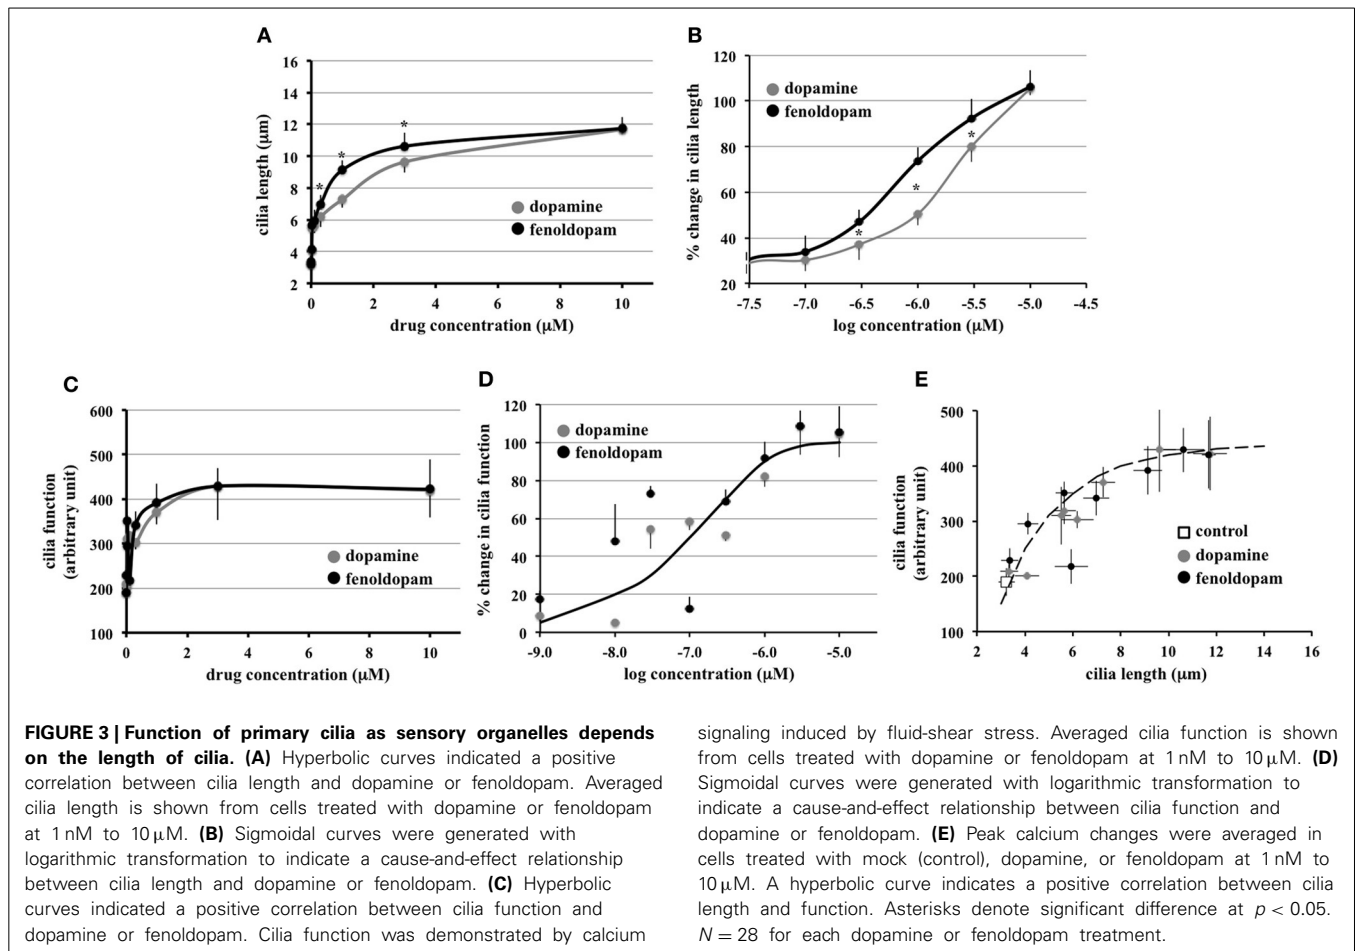 A
16
14
12
10
8
6
4
2
cilia length (μm)
*
*
*
dopamine
fenoldopam
0
2
4
6
8
10
drug concentration (μM)
B
120
100
80
60
40
20
% change in cilia length
dopamine
fenoldopam
*
*
*
-7.5
-7.0
-6.5
-6.0
-5.5
-5.0
-4.5
log concentration (μM)
C
600
500
400
300
200
100
cilia function
(arbitrary unit)
dopamine
fenoldopam
0
2
4
6
8
10
drug concentration (μM)
D
120
100
80
60
40
20
0
% change in cilia function
dopamine
fenoldopam
-9.0
-8.0
-7.0
-6.0
-5.0
log concentration (μM)
E
500
400
300
200
100
cilia function
(arbitrary unit)
control
dopamine
fenoldopam
2
4
6
8
10
12
14
16
cilia length (μm)
FIGURE 3 | Function of primary cilia as sensory organelles depends
on the length of cilia. (A) Hyperbolic curves indicated a positive
correlation between cilia length and dopamine or fenoldopam. Averaged
cilia length is shown from cells treated with dopamine or fenoldopam
at 1 nM to 10 μM. (B) Sigmoidal curves were generated with
logarithmic transformation to indicate a cause-and-effect relationship
between cilia length and dopamine or fenoldopam. (C) Hyperbolic
curves indicated a positive correlation between cilia function and
dopamine or fenoldopam. Cilia function was demonstrated by calcium
signaling induced by fluid-shear stress. Averaged cilia function is shown
from cells treated with dopamine or fenoldopam at 1 nM to 10 μM. (D)
Sigmoidal curves were generated with logarithmic transformation to
indicate a cause-and-effect relationship between cilia function and
dopamine or fenoldopam. (E) Peak calcium changes were averaged in
cells treated with mock (control), dopamine, or fenoldopam at 1 nM to
10 μM. A hyperbolic curve indicates a positive correlation between cilia
length and function. Asterisks denote significant difference at p < 0.05.
N = 28 for each dopamine or fenoldopam treatment.